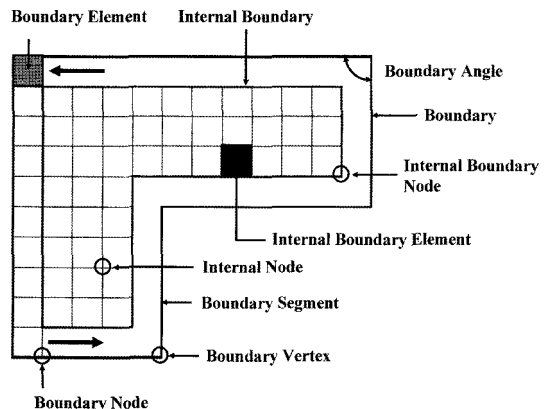 Boundary Element
Internal Boundary
Boundary Angle
Boundary
Internal Boundary
Node
Internal Boundary Element
Internal Node
Boundary Segment
Boundary Vertex
Boundary Node